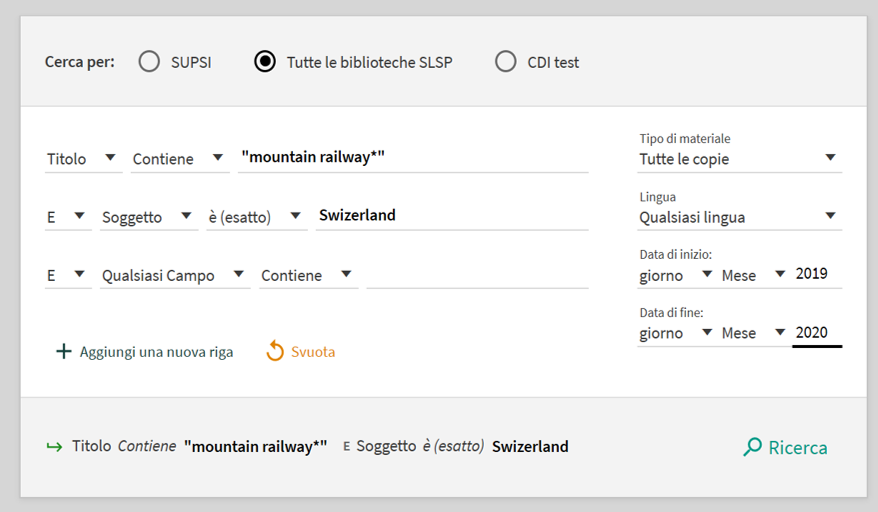 Cerca per: SUPSI Tutte le biblioteche SLSP CDI test
Tipo di materiale
Titolo Contiene "mountain railway*" Tutte le copie
Lingua
E Soggetto è (esatto) Swizerland Qualsiasi lingua
Data di inizio:
E Qualsiasi Campo Contiene giorno Mese 2019
Data di fine:
giorno Mese 2020
Aggiungi una nuova riga Svuota
Titolo Contiene "mountain railway*" E Soggetto è (esatto) Swizerland Ricerca